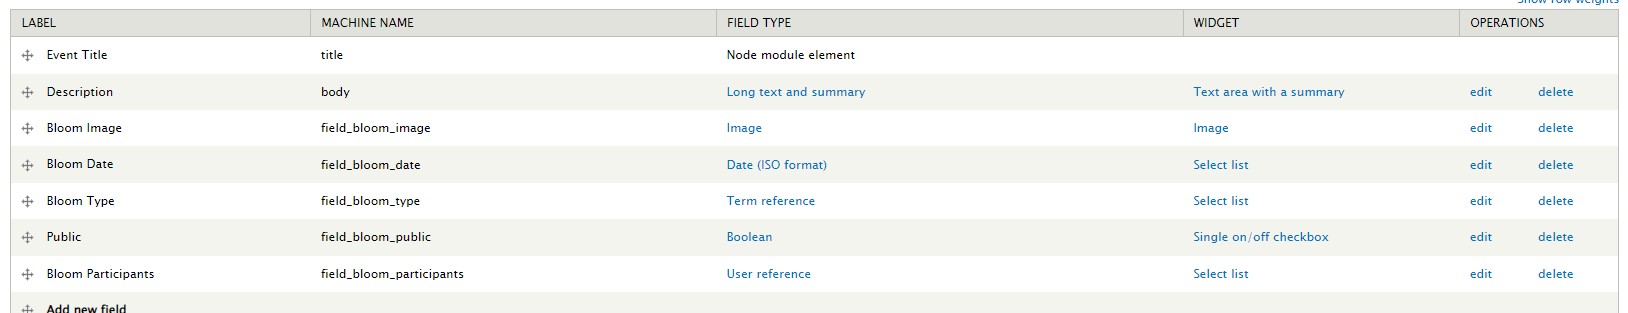 Show row weights
LABEL MACHINE NAME FIELD TYPE WIDGET OPERATIONS
Event Title title Node module element
Description body Long text and summary Text area with a summary edit delete
Bloom Image field_bloom_image Image Image edit delete
Bloom Date field_bloom_date Date (ISO format) Select list edit delete
Bloom Type field_bloom_type Term reference Select list edit delete
Public field_bloom_public Boolean Single on/off checkbox edit delete
Bloom Participants field_bloom_participants User reference Select list edit delete
Add new field